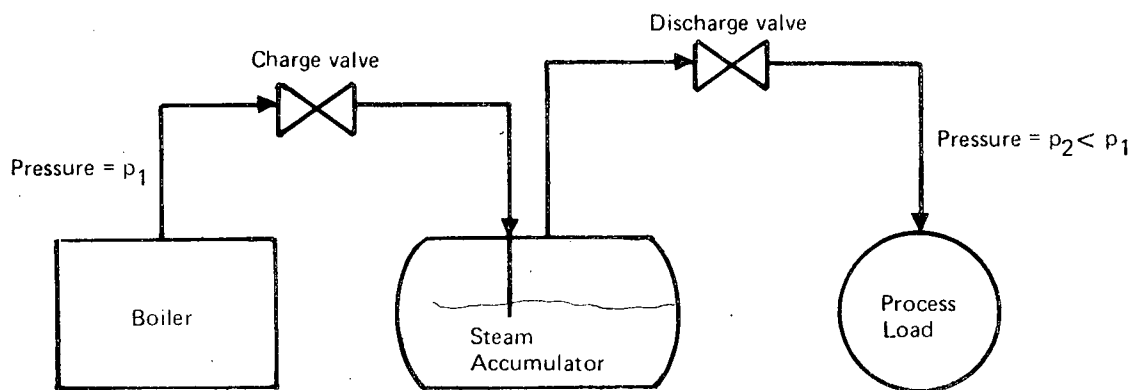 Discharge valve
Charge valve
Pressure = p₁
Pressure = p₂ < p₁
Boiler
Steam
Accumulator
Process
Load